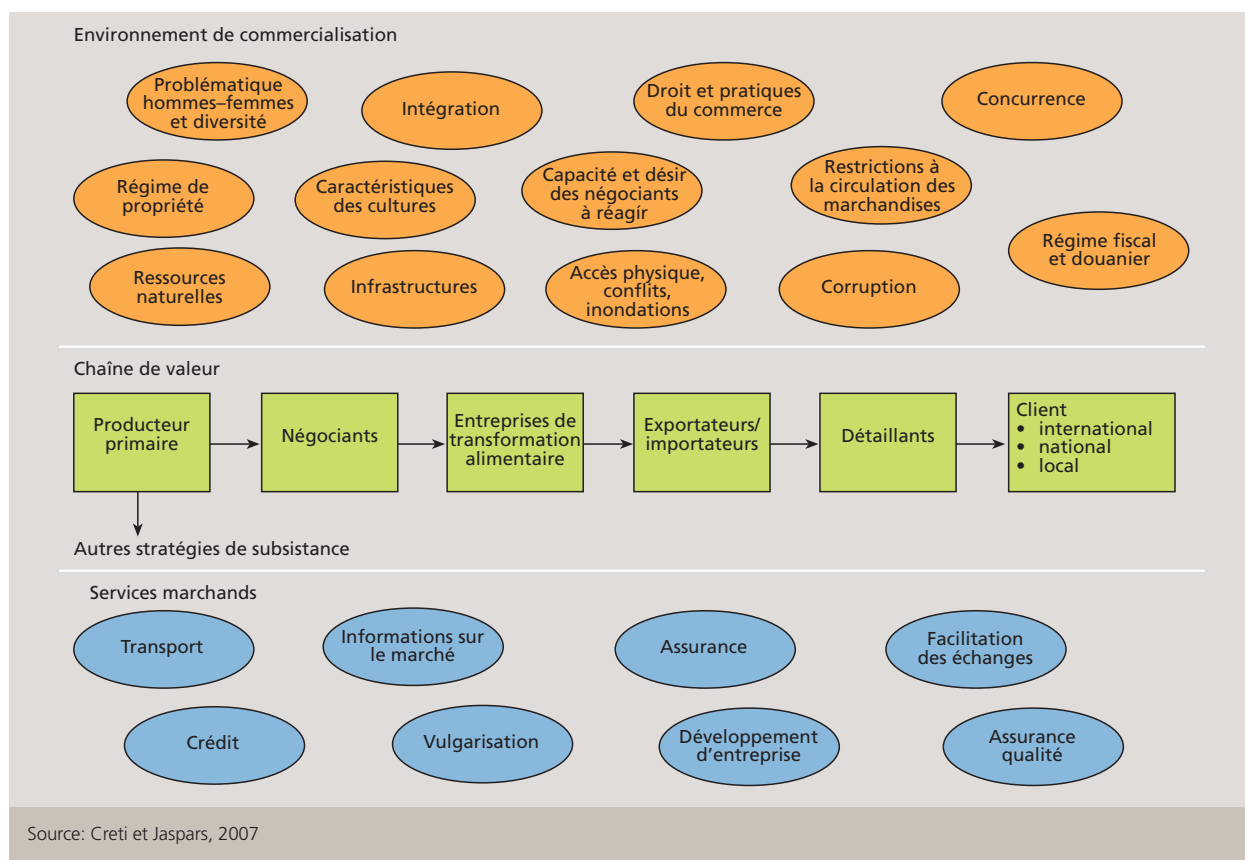 Environnement de commercialisation
Problématique
hommes–femmes
et diversité
Intégration
Droit et pratiques
du commerce
Concurrence
Régime de
propriété
Caractéristiques
des cultures
Capacité et désir
des négociants
à réagír
Restrictions à
la circulation des
marchandises
Régime fiscal
et douanier
Ressources
naturelles
Infrastructures
Accès physique,
conflits,
inondations
Corruption
Chaîne de valeur
Producteur
primaire
Négociants
Entreprises de
transformation
alimentaire
Exportateurs/
importateurs
Détaillants
Client
• international
• national
• local
Autres stratégies de subsistance
Services marchands
Transport
Informations sur
le marché
Assurance
Facilitation
des échanges
Crédit
Vulgarisation
Développement
d’entreprise
Assurance
qualité
Source: Creti et Jaspars, 2007